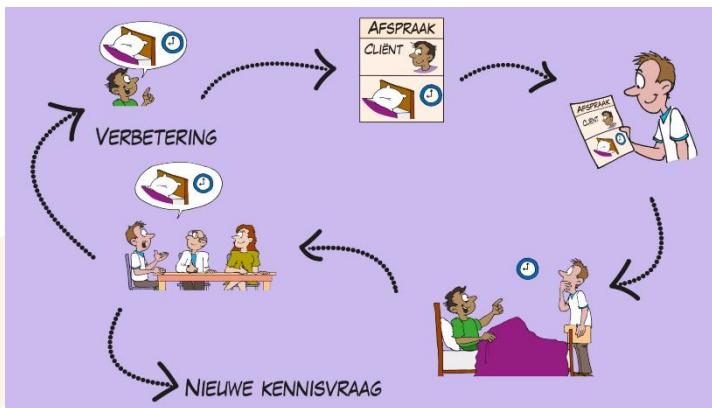 AFSPRAAK
CLIËNT
AFSPRAAK
CLIËNT
VERBETERING
NIEUWE KENNISVRAAG